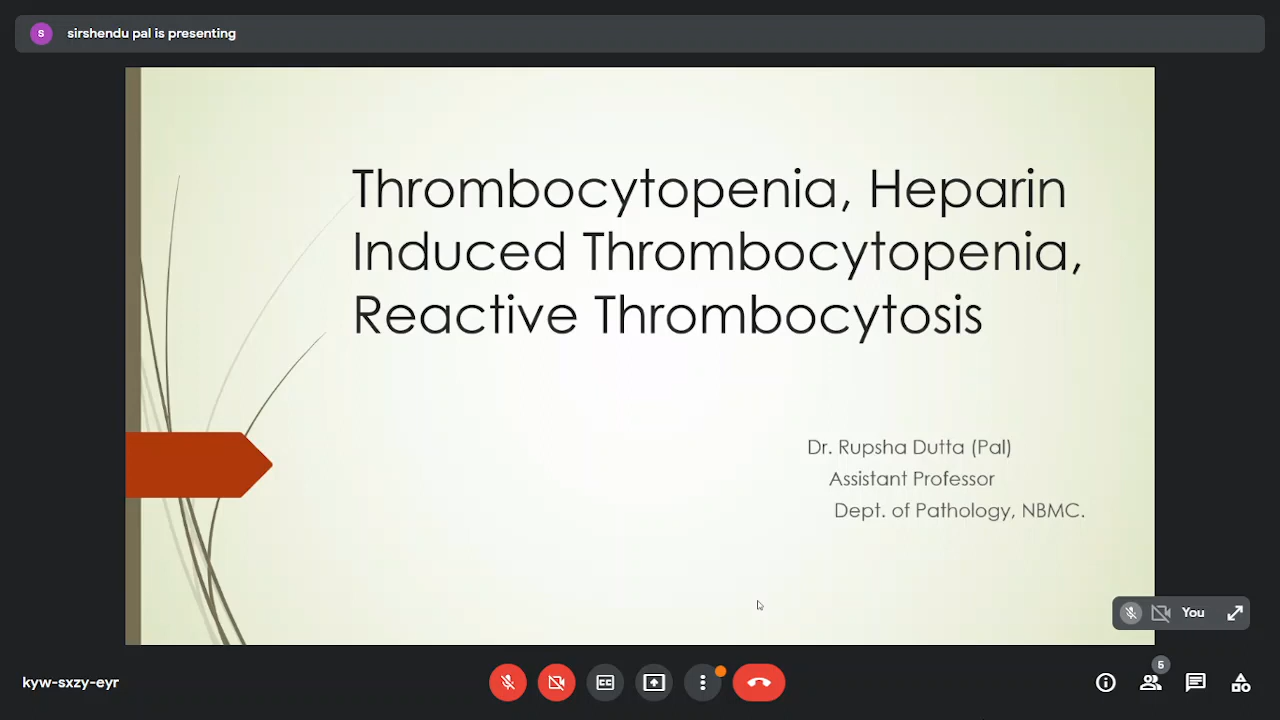 S
sirshendu pal is presenting
Thrombocytopenia, Heparin
Induced Thrombocytopenia,
Reactive Thrombocytosis
Dr. Rupsha Dutta (Pal)
Assistant Professor
Dept. of Pathology, NBMC.
You
kyw-sxzy-eyr
CC
5